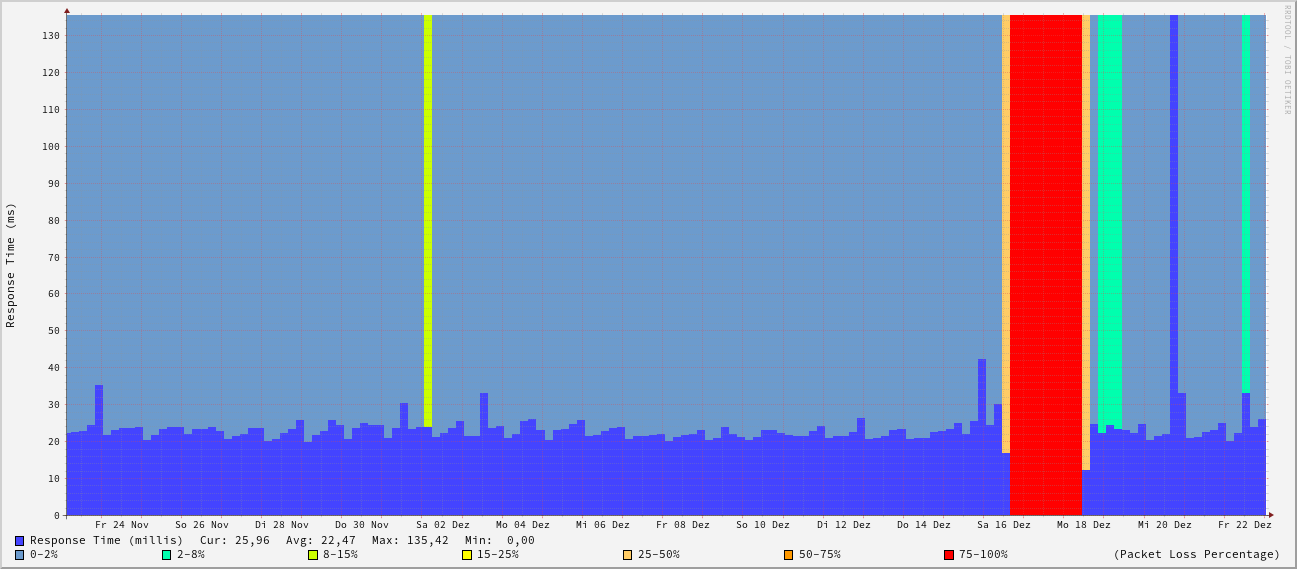 RRDTOOL / TOBI OETIKER
Response Time (ms)
130
120
110
100
90
80
70
60
50
40
30
20
10
0
Fr 24 Nov So 26 Nov Di 28 Nov Do 30 Nov Sa 02 Dez Mo 04 Dez Mi 06 Dez Fr 08 Dez So 10 Dez Di 12 Dez Do 14 Dez Sa 16 Dez Mo 18 Dez Mi 20 Dez Fr 22 Dez
Response Time (millis) Cur: 25,96 Avg: 22,47 Max: 135,42 Min: 0,00
0-2% 2-8% 8-15% 15-25% 25-50% 50-75% 75-100% (Packet Loss Percentage)